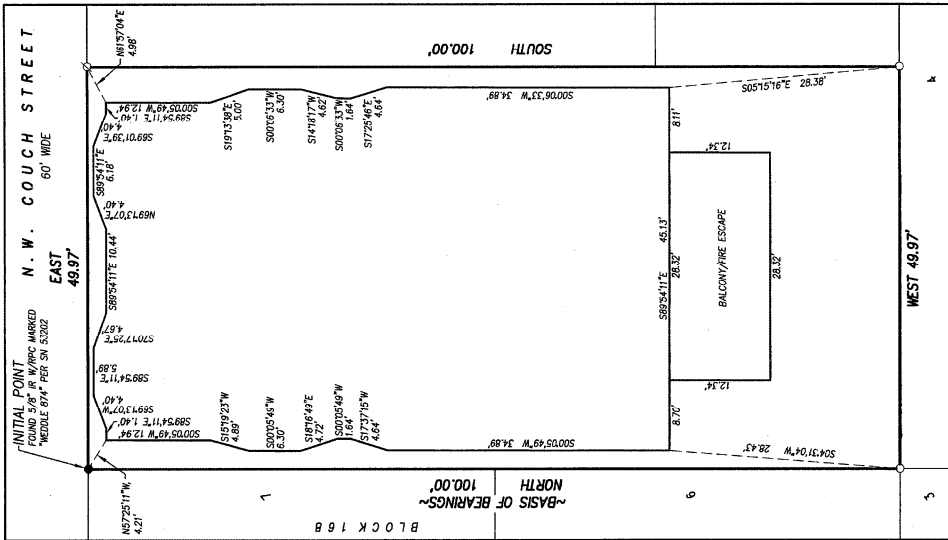 INITIAL POINT
FOUND 5/8" IR W/RPC MARKED
"WEDDLE 874" PER SN 53202
N. W. COUCH STREET
60' WIDE
EAST
49.97'
N57°25'11"W,
4.21'
N61°57'04"E
4.98'
S89°54'11"E 1.40'
S69°13'07"W
4.40'
S89°54'11"E
5.89'
S70°17'25"E
4.67'
S89°54'11"E 10.44'
N69°13'07"E
4.40'
S89°54'11"E
6.18'
S69°01'39"E
4.40'
S89°54'11"E 1.40'
S00°05'49"W 12.94'
S15°19'23"W
4.89'
S00°05'49"W
6.30'
S18°16'49"E
4.72'
S00°05'49"W
1.64'
S17°37'15"W
4.64'
S00°05'49"W 34.89'
S00°05'49"W 12.94'
S19°13'38"E
5.00'
S00°06'33"W
6.30'
S14°18'17"W
4.62'
S00°06'33"W
1.64'
S17°25'46"E
4.64'
S00°06'33"W 34.89'
SOUTH 100.00'
NORTH
100.00'
~BASIS OF BEARINGS~
BLOCK 168
7
6
S89°54'11"E 45.13'
8.70'
28.32'
8.11'
12.34'
12.34'
BALCONY/FIRE ESCAPE
28.32'
S04°31'04"W 28.43'
S05°15'16"E 28.38'
WEST 49.97'
3